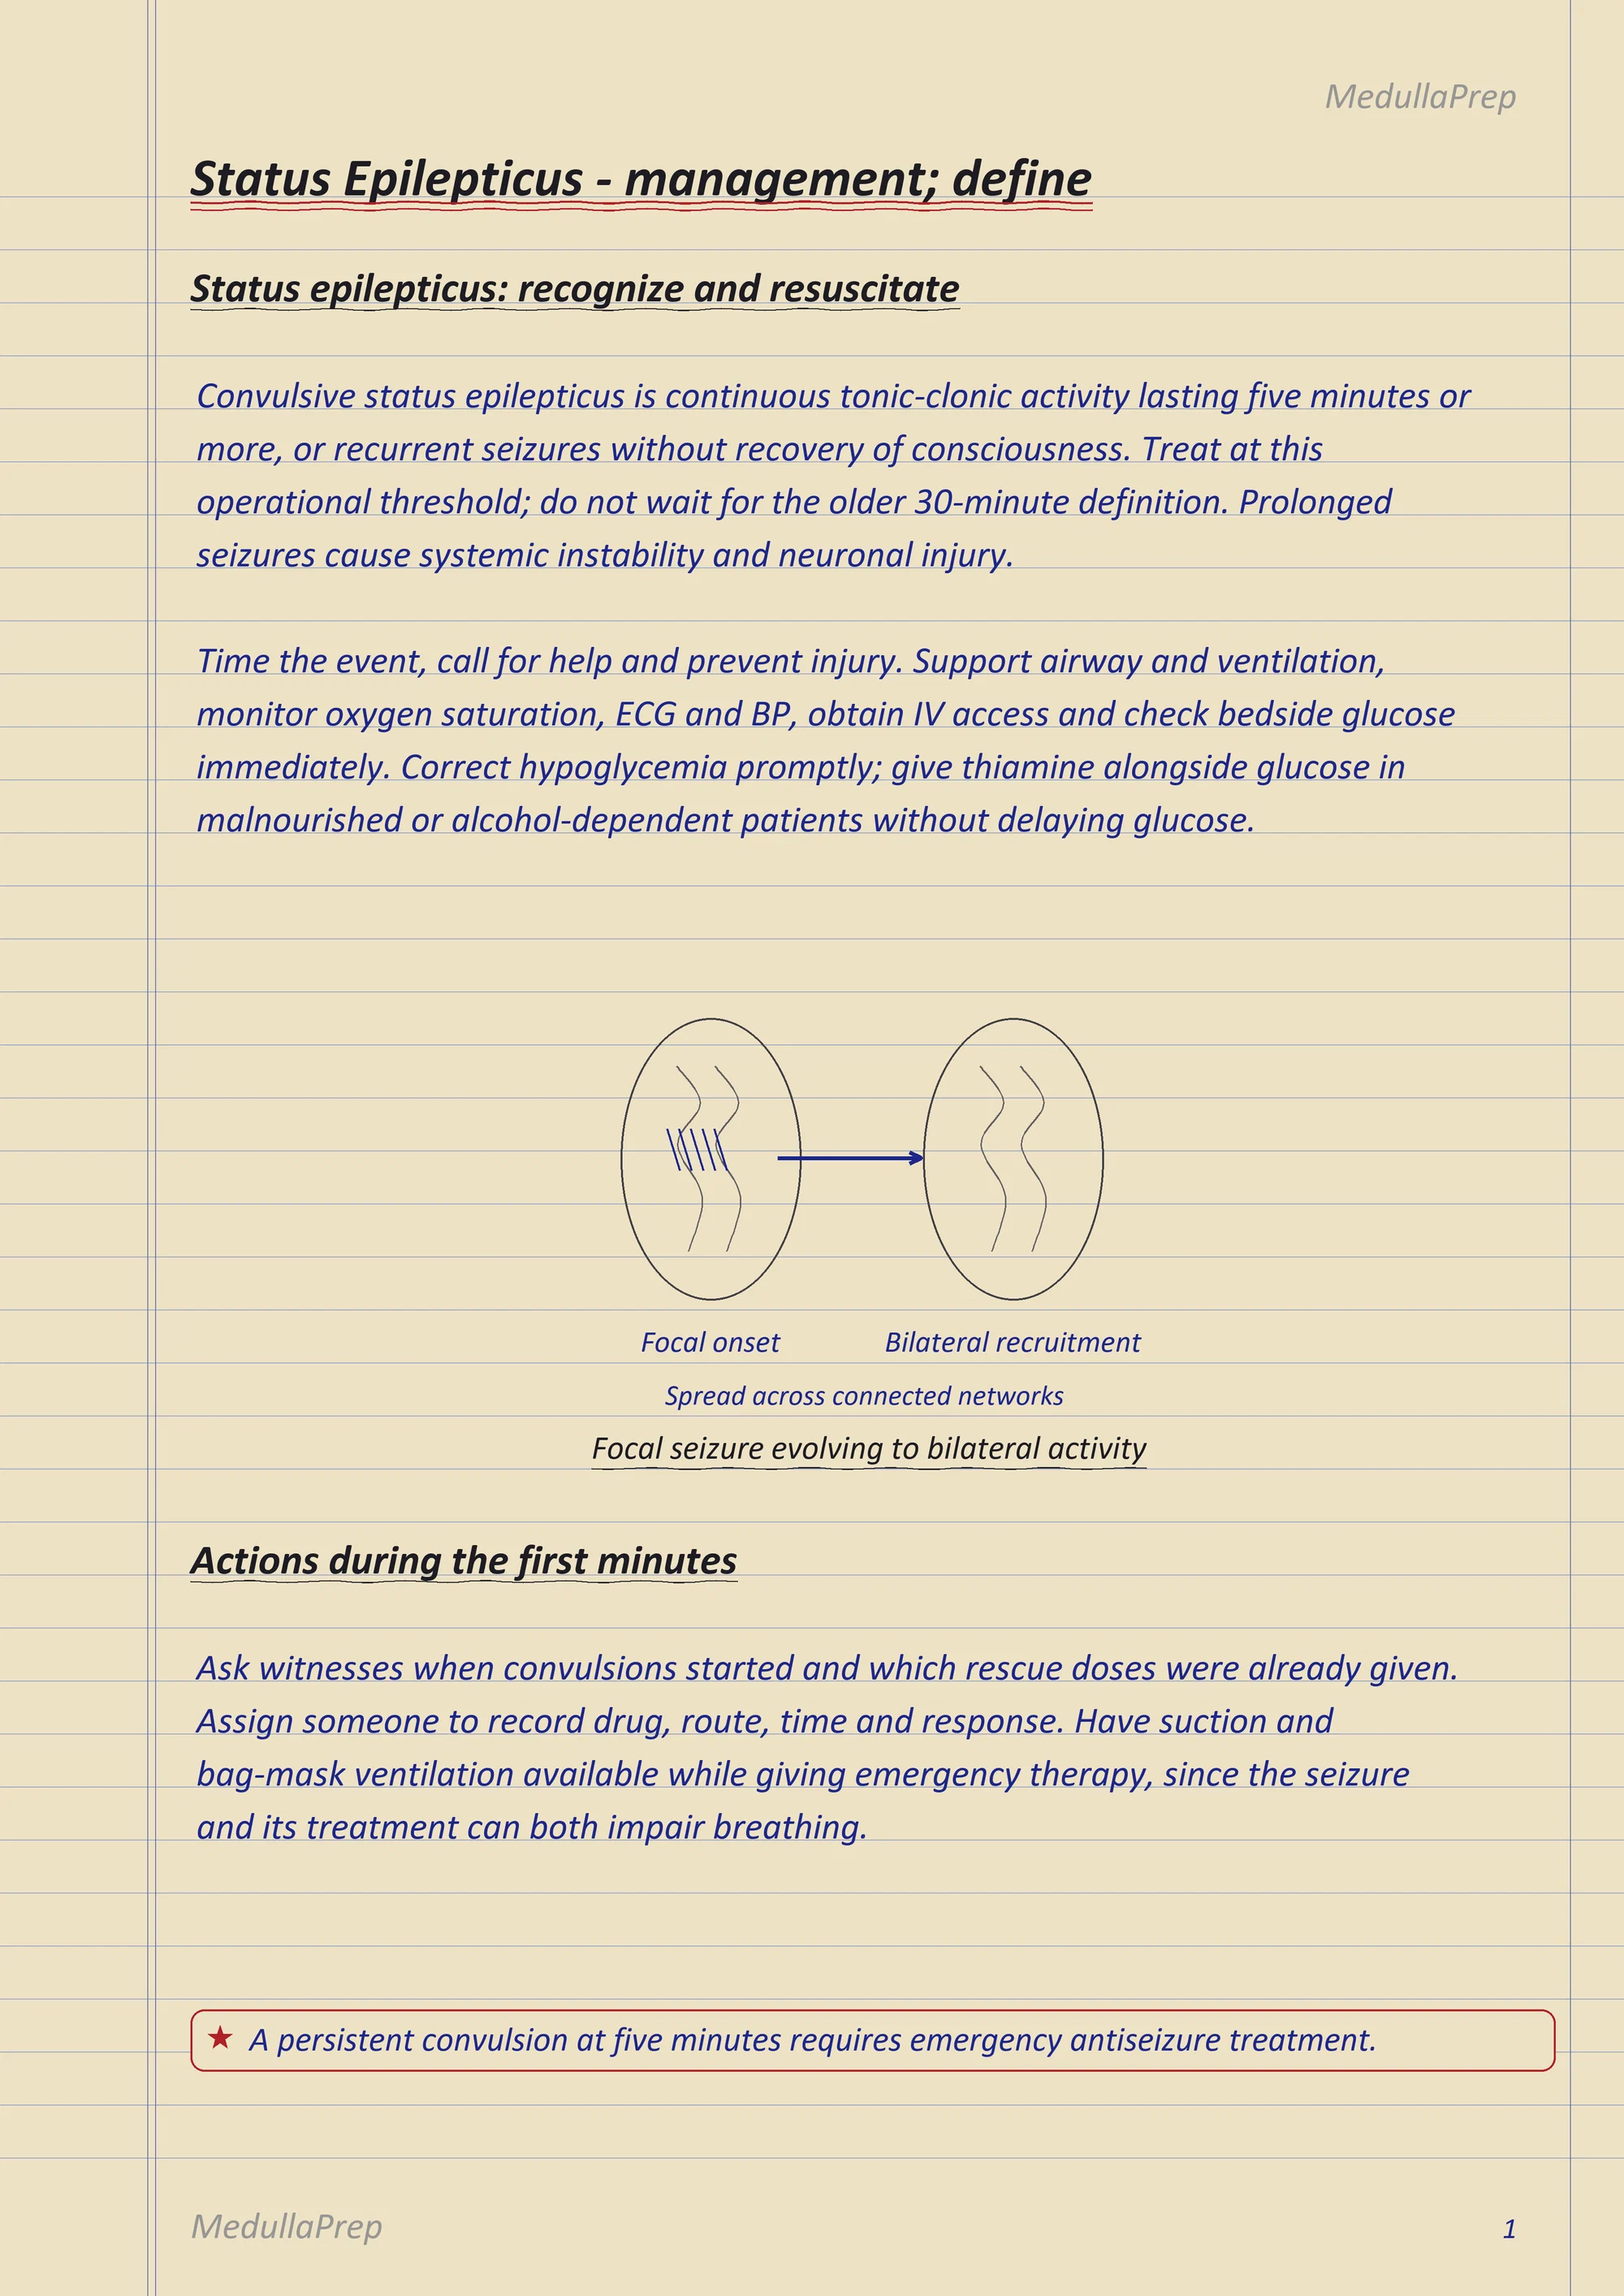 MedullaPrep
Status Epilepticus - management; define
Status epilepticus: recognize and resuscitate
Convulsive status epilepticus is continuous tonic-clonic activity lasting five minutes or
more, or recurrent seizures without recovery of consciousness. Treat at this
operational threshold; do not wait for the older 30-minute definition. Prolonged
seizures cause systemic instability and neuronal injury.
Time the event, call for help and prevent injury. Support airway and ventilation,
monitor oxygen saturation, ECG and BP, obtain IV access and check bedside glucose
immediately. Correct hypoglycemia promptly; give thiamine alongside glucose in
malnourished or alcohol-dependent patients without delaying glucose.
Focal onset Bilateral recruitment
Spread across connected networks
Focal seizure evolving to bilateral activity
Actions during the first minutes
Ask witnesses when convulsions started and which rescue doses were already given.
Assign someone to record drug, route, time and response. Have suction and
bag-mask ventilation available while giving emergency therapy, since the seizure
and its treatment can both impair breathing.
★ A persistent convulsion at five minutes requires emergency antiseizure treatment.
MedullaPrep 1